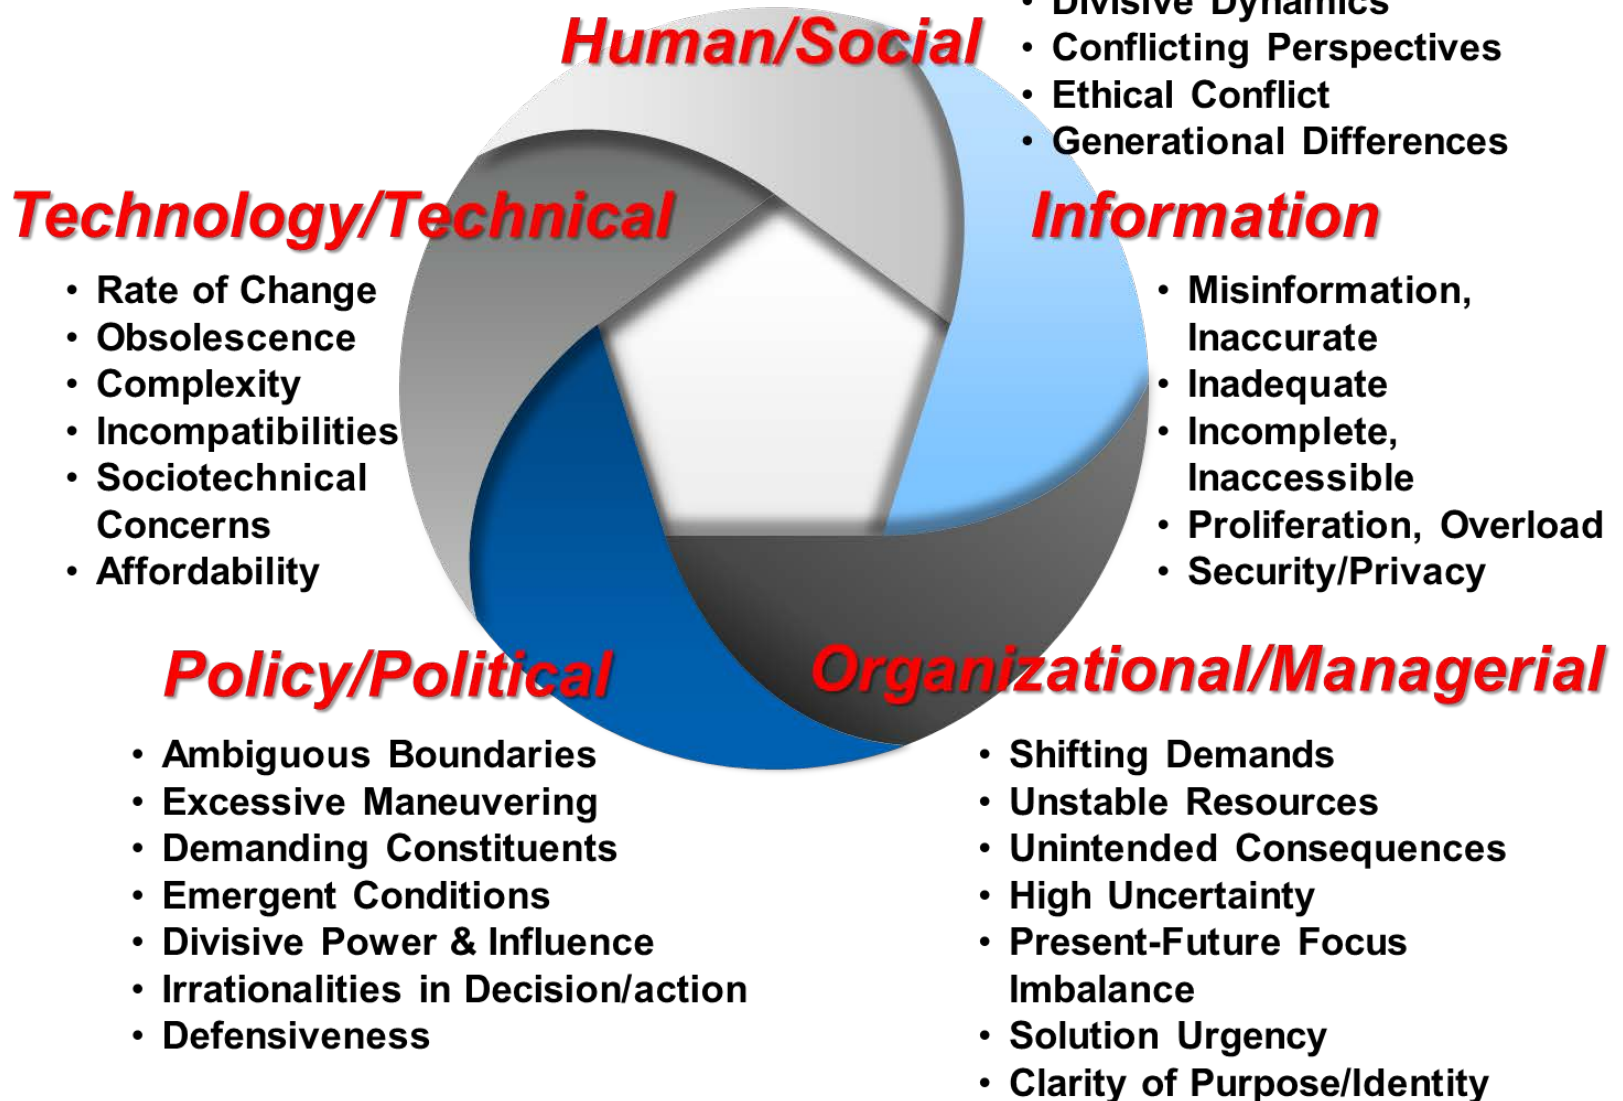 • Divisive Dynamics
Human/Social
• Conflicting Perspectives
• Ethical Conflict
• Generational Differences
Technology/Technical
• Rate of Change
• Obsolescence
• Complexity
• Incompatibilities
• Sociotechnical
Concerns
• Affordability
Information
• Misinformation,
Inaccurate
• Inadequate
• Incomplete,
Inaccessible
• Proliferation, Overload
• Security/Privacy
Policy/Political
• Ambiguous Boundaries
• Excessive Maneuvering
• Demanding Constituents
• Emergent Conditions
• Divisive Power & Influence
• Irrationalities in Decision/action
• Defensiveness
Organizational/Managerial
• Shifting Demands
• Unstable Resources
• Unintended Consequences
• High Uncertainty
• Present-Future Focus
Imbalance
• Solution Urgency
• Clarity of Purpose/Identity